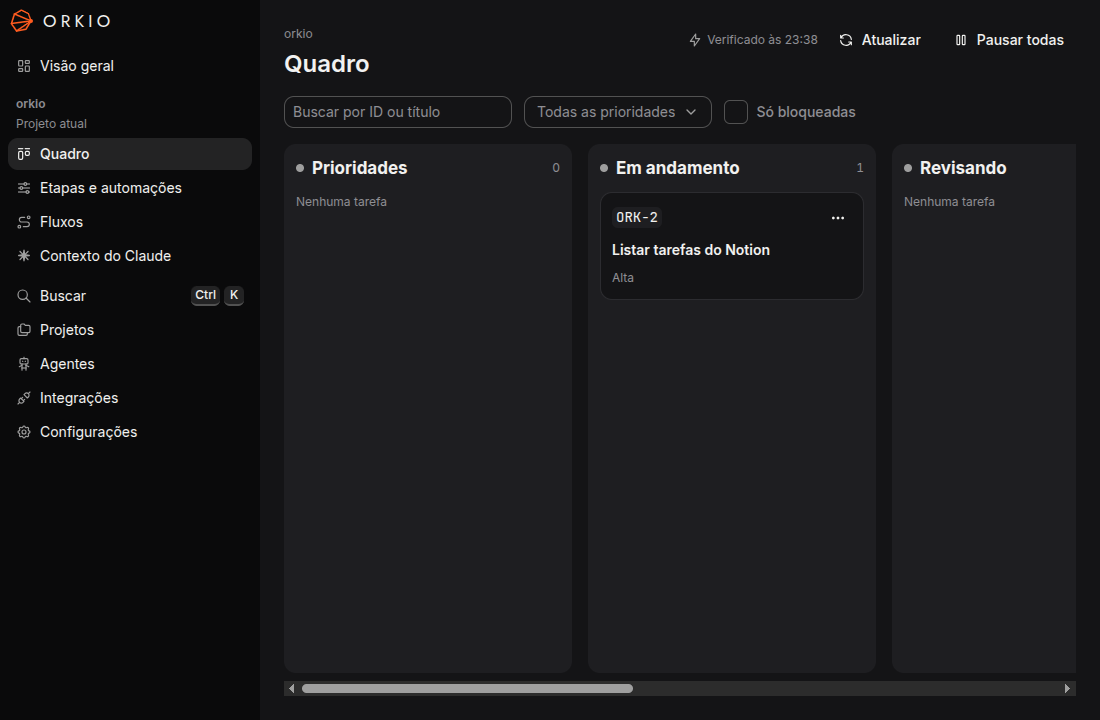 ORKIO
Visão geral
orkio
Projeto atual
Quadro
Etapas e automações
Fluxos
Contexto do Claude
Buscar Ctrl K
Projetos
Agentes
Integrações
Configurações
orkio
Quadro
Verificado às 23:38
Atualizar
Pausar todas
Buscar por ID ou título
Todas as prioridades
Só bloqueadas
Prioridades 0
Nenhuma tarefa
Em andamento 1
ORK-2
Listar tarefas do Notion
Alta
Revisando
Nenhuma tarefa